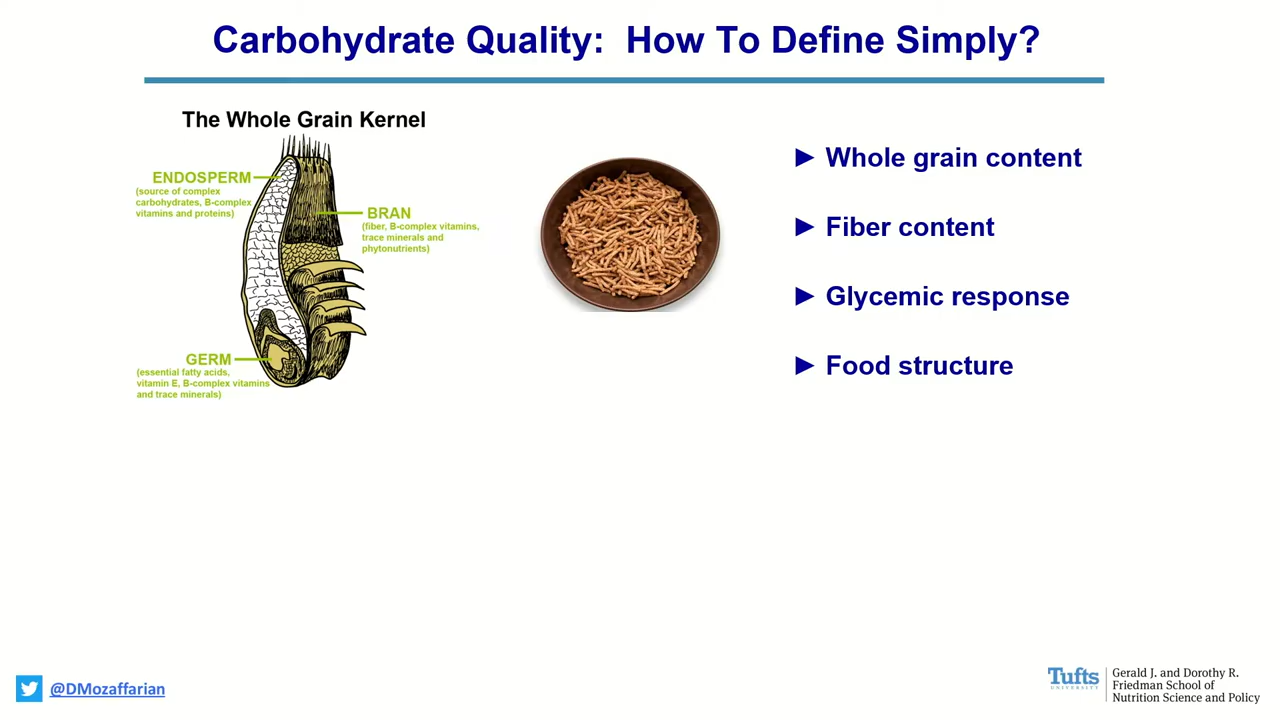 Carbohydrate Quality: How To Define Simply?
The Whole Grain Kernel
ENDOSPERM
(source of complex
carbohydrates, B-complex
vitamins and proteins)
BRAN
(fiber, B-complex vitamins,
trace minerals and
phytonutrients)
GERM
(essential fatty acids,
vitamin E, B-complex vitamins
and trace minerals)
► Whole grain content
► Fiber content
► Glycemic response
► Food structure
@DMozaffarian
Tufts
UNIVERSITY
Gerald J. and Dorothy R.
Friedman School of
Nutrition Science and Policy